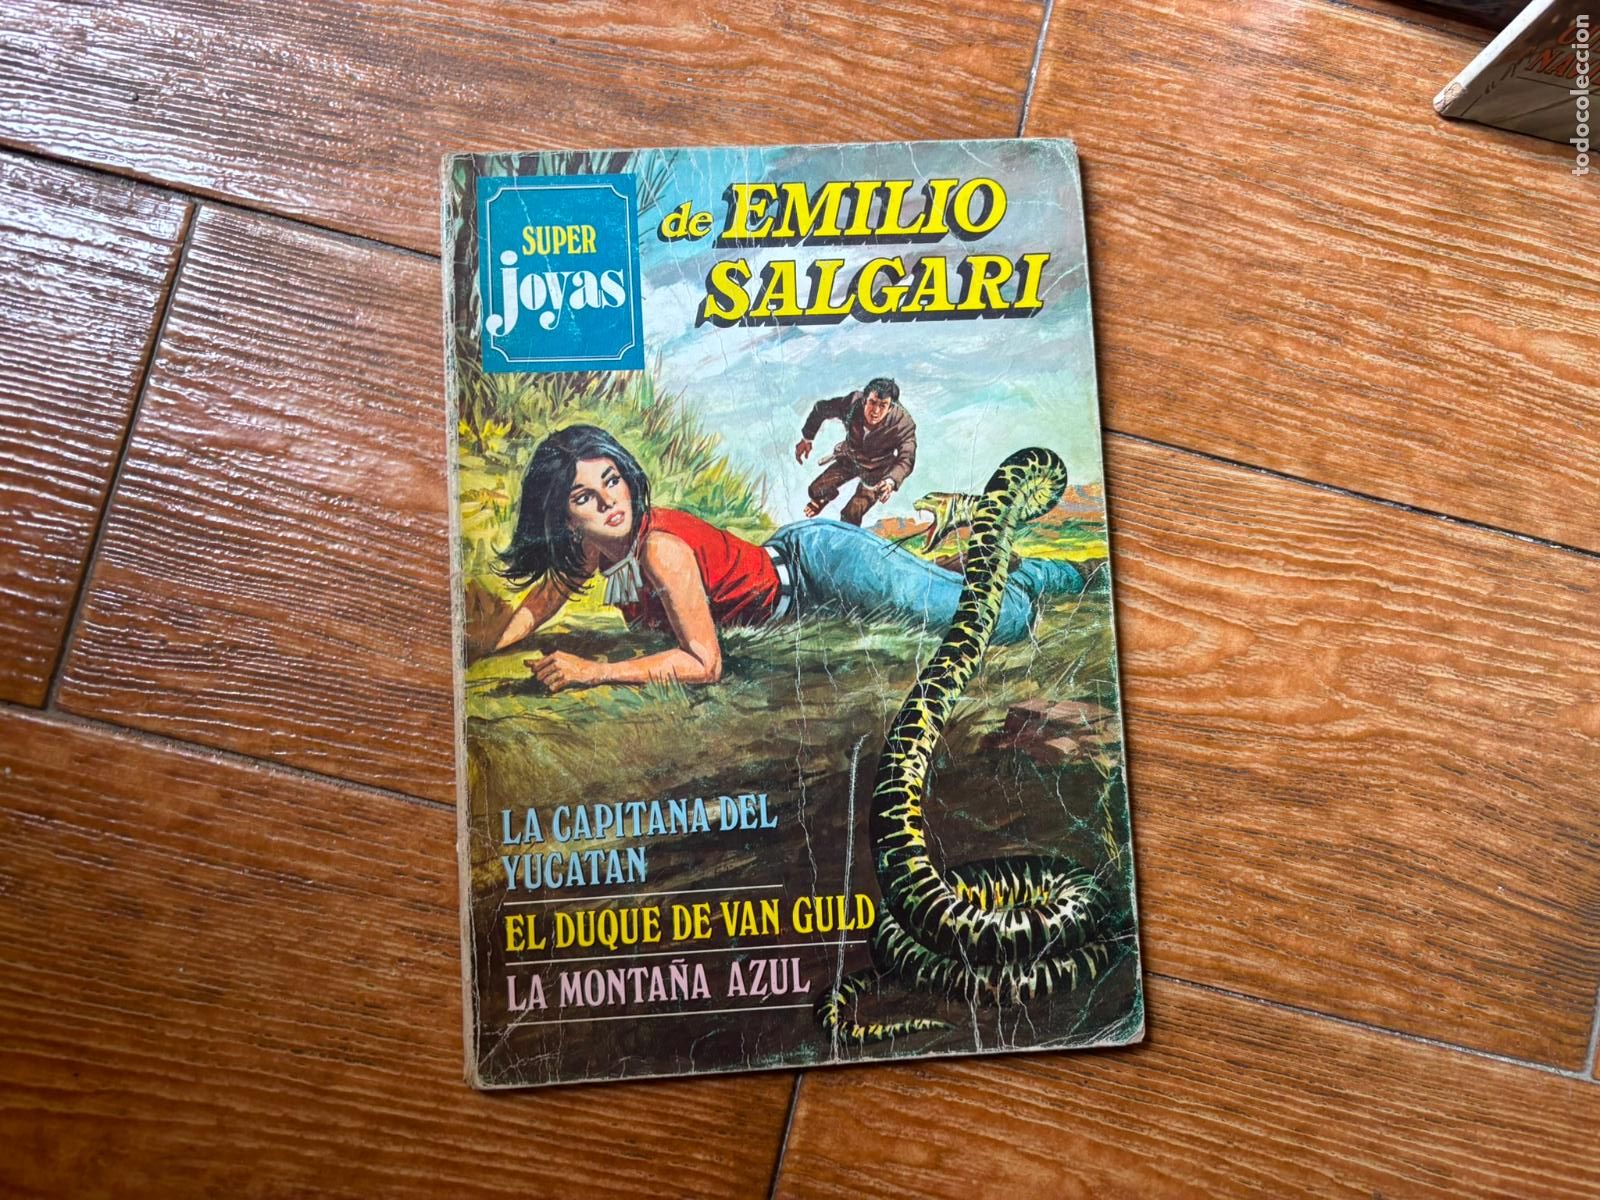 SUPER
joyas
de EMILIO
SALGARI
LA CAPITANA DEL
YUCATAN
EL DUQUE DE VAN GULD
LA MONTAÑA AZUL
todocoleccion